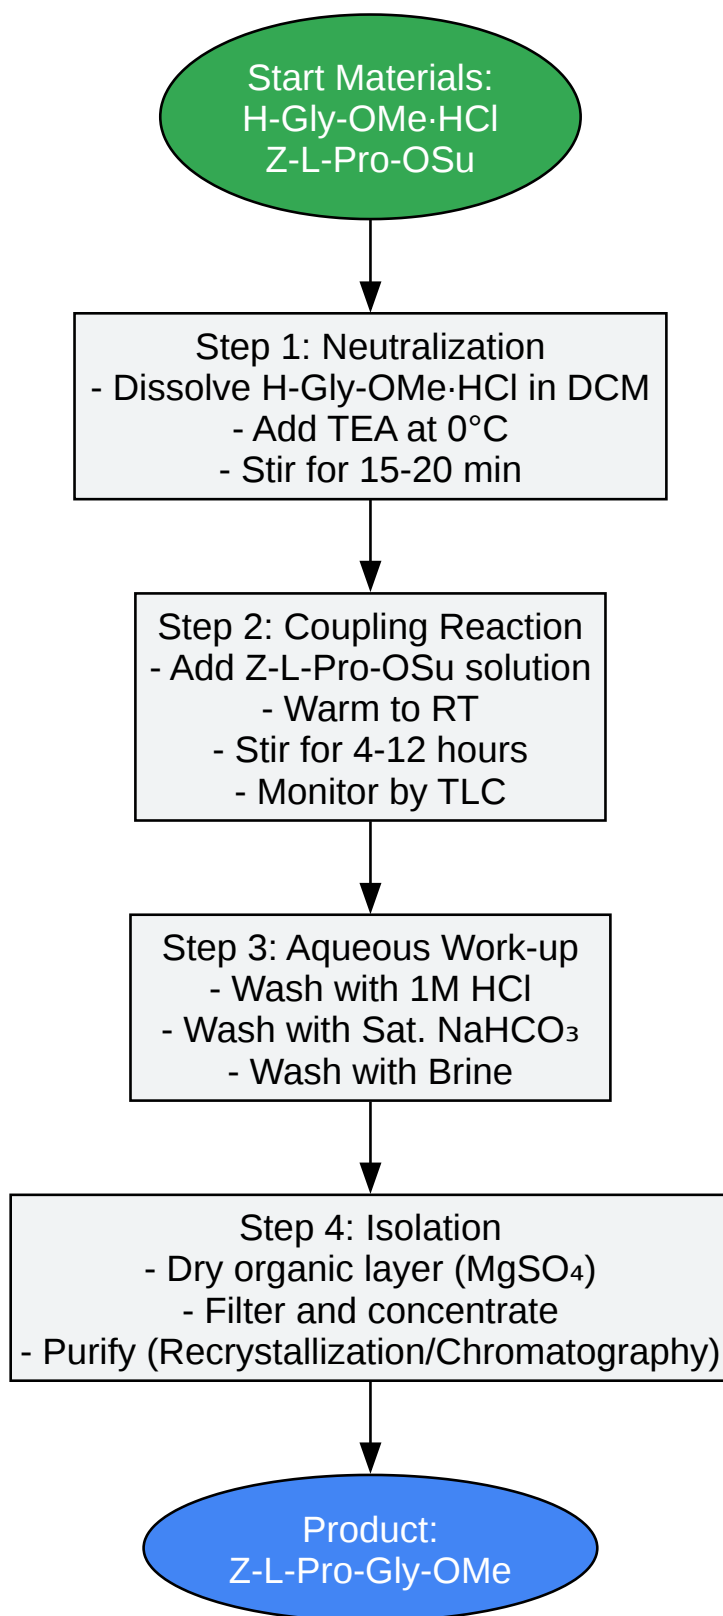 Start Materials:
H-Gly-OMe·HCl
Z-L-Pro-OSu
Step 1: Neutralization
- Dissolve H-Gly-OMe·HCl in DCM
- Add TEA at 0°C
- Stir for 15-20 min
Step 2: Coupling Reaction
- Add Z-L-Pro-OSu solution
- Warm to RT
- Stir for 4-12 hours
- Monitor by TLC
Step 3: Aqueous Work-up
- Wash with 1M HCl
- Wash with Sat. NaHCO₃
- Wash with Brine
Step 4: Isolation
- Dry organic layer (MgSO₄)
- Filter and concentrate
- Purify (Recrystallization/Chromatography)
Product:
Z-L-Pro-Gly-OMe